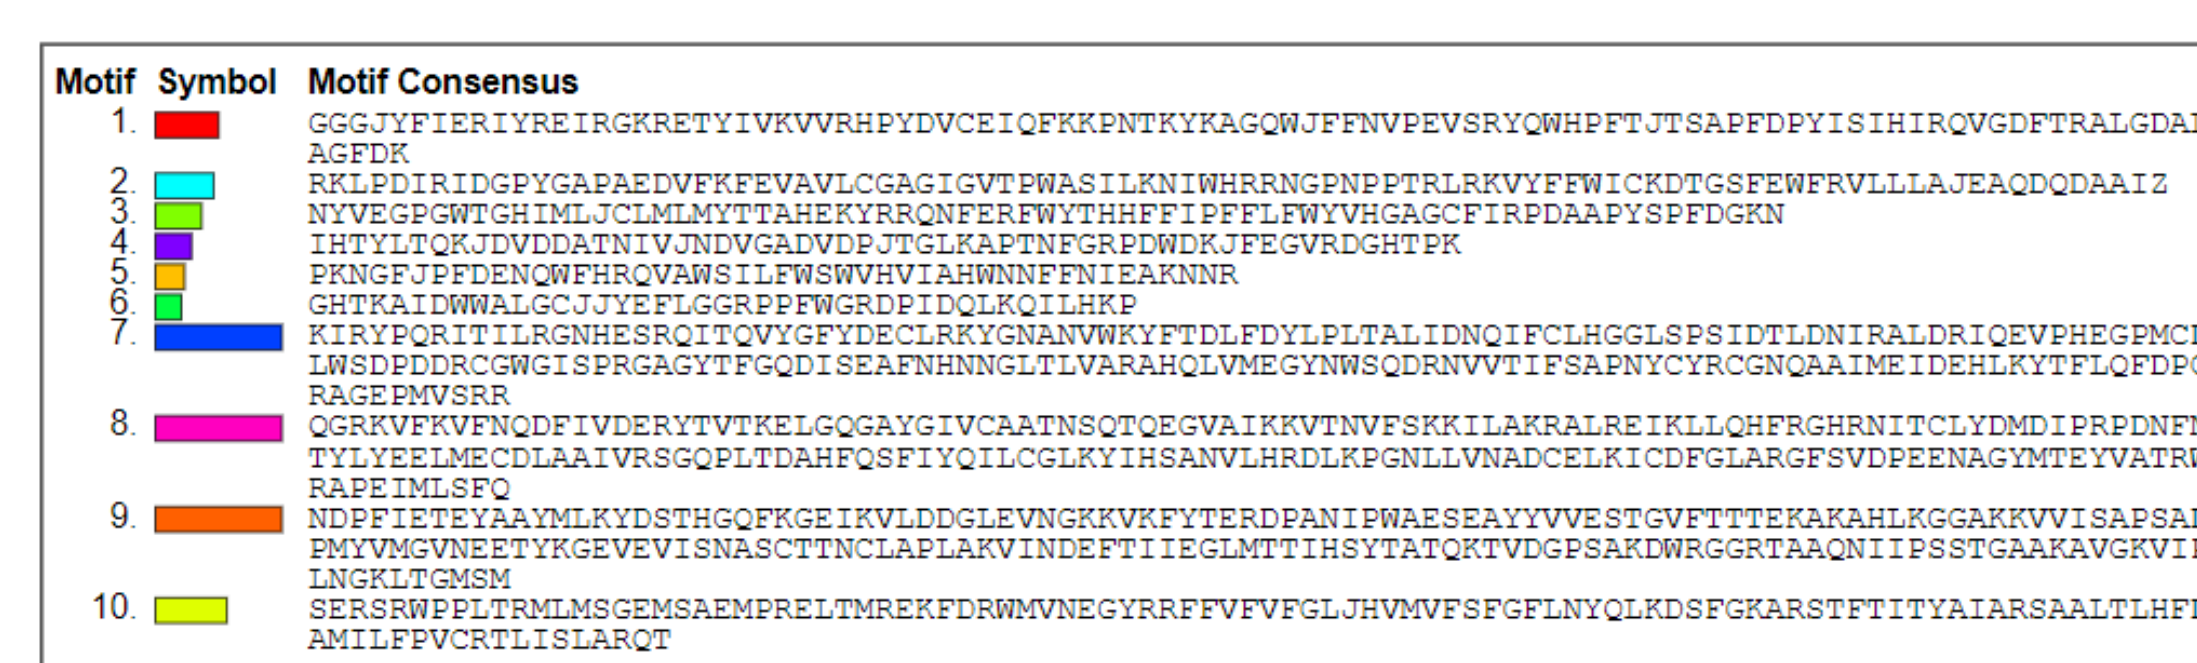 Motif Symbol Motif Consensus
1. GGGJYFIERIYREIRGKRETYIVKVVRHPYDVCEIQFKKPNTKYKAGQWJFFNVPEVSRYQWHPFTJTSAPFDPYISIHIRQVGDFTRALGDA
AGFDK
2. RKLPDIRIDGPYGAPAEDVFKFEVAVLCGAGIGVTPWASILKNIWHRRNGPNPPTRLRKVYFFWICKDTGSFEWFRVLLLAJEAQDQDAAIZ
3. NYVEGPGWTGHIMLJCLMLMYTTAHEKYRRQNFERFWYTHHFFIPFFLFWYVHGAGCFIRPDAAPYSPFDGKN
4. IHTYLTQKJDVDDATNIVJNDVGADVDPJTGLKAPTNFGRPDWDKJFEGVRDGHTPK
5. PKNGFJPFDENQWFHRQVAWSILFWSWVHVIAHWNNFFNIEAKNNR
6. GHTKAIDWWALGCJJYEFLGGRPPFWGRDPIDQLKQILHKP
7. KIRYPQRITILRGNHESRQITQVYGFYDECLRKYGNANVWKYFTDLFDYLPLTALIDNQIFCLHGGLSPSIDTLDNIRALDRIQEVPHEGPMC
LWSDPDDRCGWGISPRGAGYTFGQDISEAFNHNNGLTLVARAHQLVMEGYNWSQDRNVVTIFSAPNYCYRCGNQAAIMEIDEHLKYTFLQFDP
RAGEPMVSRR
8. QGRKVFKVFNQDFIVDERYTVTKELGQGAYGIVCAATNSQTQEGVAIKKVTNVFSKKILAKRALREIKLLQHFRGHRNITCLYDMDIPRPDNF
TYLYEELMECDLAAIVRSGQPLTDAHFQSFIYQILCGLKYIHSANVLHRDLKPGNLLVNADCELKICDFGLARGFSVDPEENAGYMTEYVATR
RAPEIMLSFQ
9. NDPFIETEYAAYMLKYDSTHGQFKGEIKVLDDGLEVNGKKVKFYTERDPANIPWAESEAYYVVESTGVFTTTEKAKAHLKGGAKKVVISAPSA
PMYVMGVNEETYKGEVEVISNASCTTNCLAPLAKVINDEFTIIEGLMTTIHSYTATQKTVDGPSAKDWRGGRTAAQNIIPSSTGAAKAVGKVI
LNGKLTGMSM
10. SERSRWPPLTRMLMSGEMSAEMPRELTMREKFDRWMVNEGYRRFFVFVFGLJHVMVFSFGFLNYQLKDSFGKARSTFTITYAIARSAALTLHF
AMILFPVCRTLISLARQT